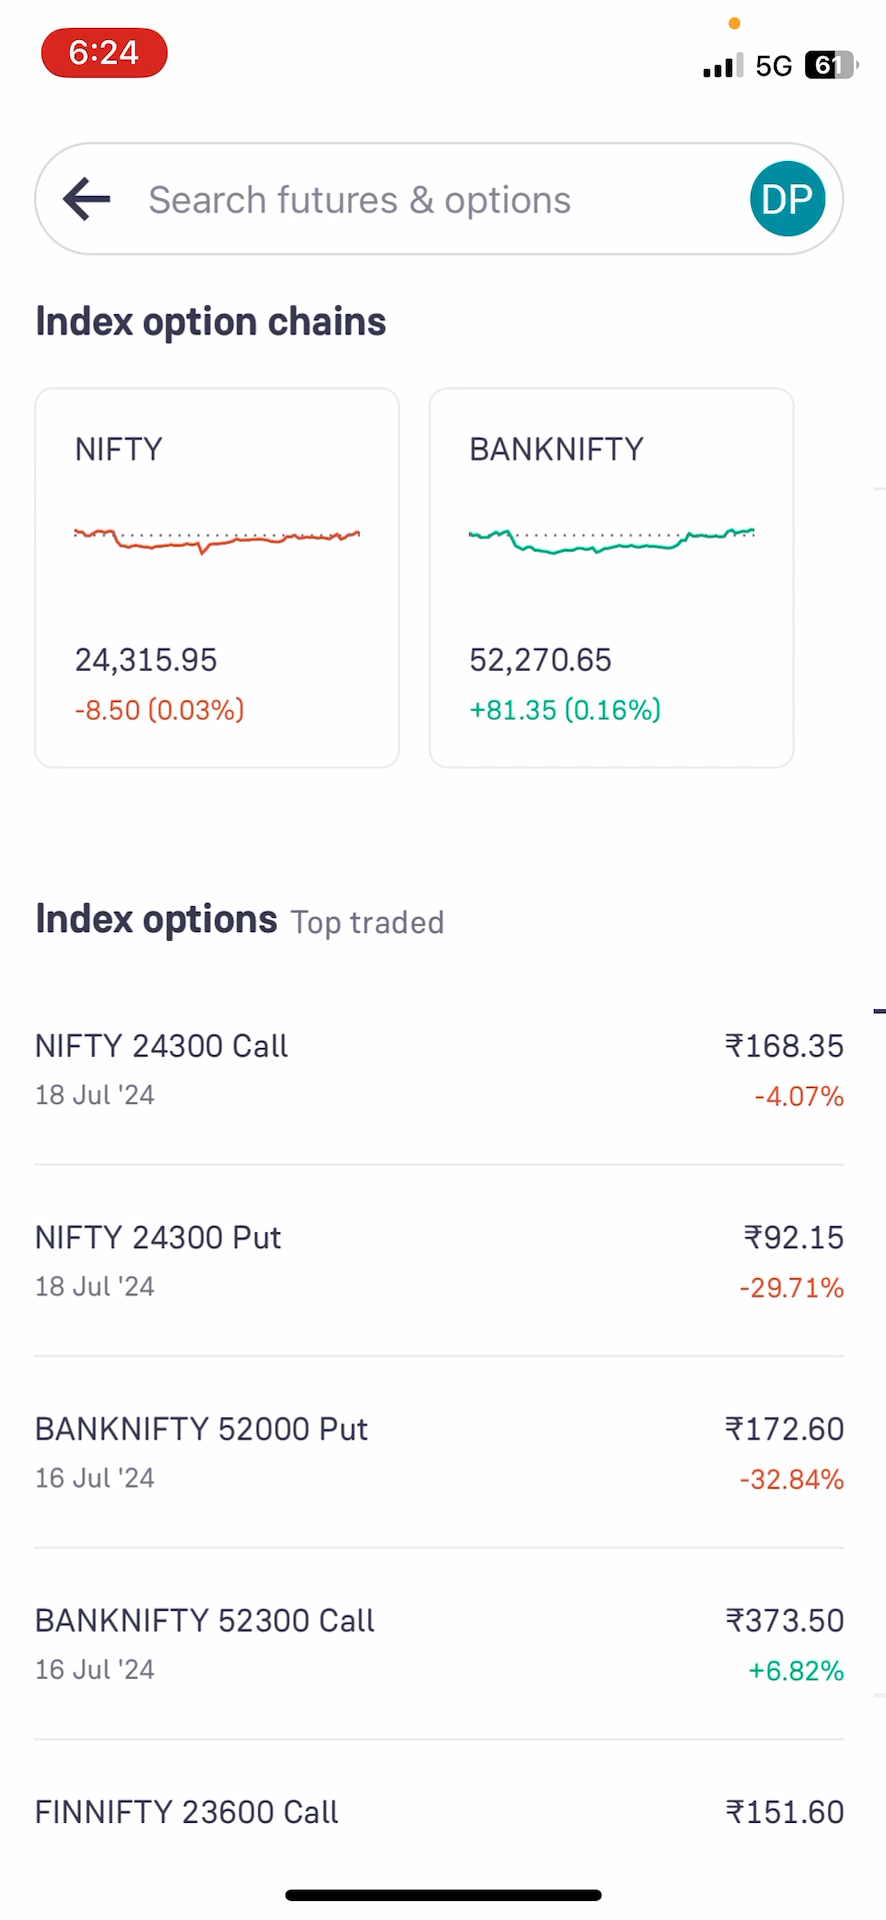 6:24
5G 61
Search futures & options
DP
Index option chains
NIFTY
24,315.95
-8.50 (0.03%)
BANKNIFTY
52,270.65
+81.35 (0.16%)
Index options Top traded
NIFTY 24300 Call ₹168.35
18 Jul '24 -4.07%
NIFTY 24300 Put ₹92.15
18 Jul '24 -29.71%
BANKNIFTY 52000 Put ₹172.60
16 Jul '24 -32.84%
BANKNIFTY 52300 Call ₹373.50
16 Jul '24 +6.82%
FINNIFTY 23600 Call ₹151.60